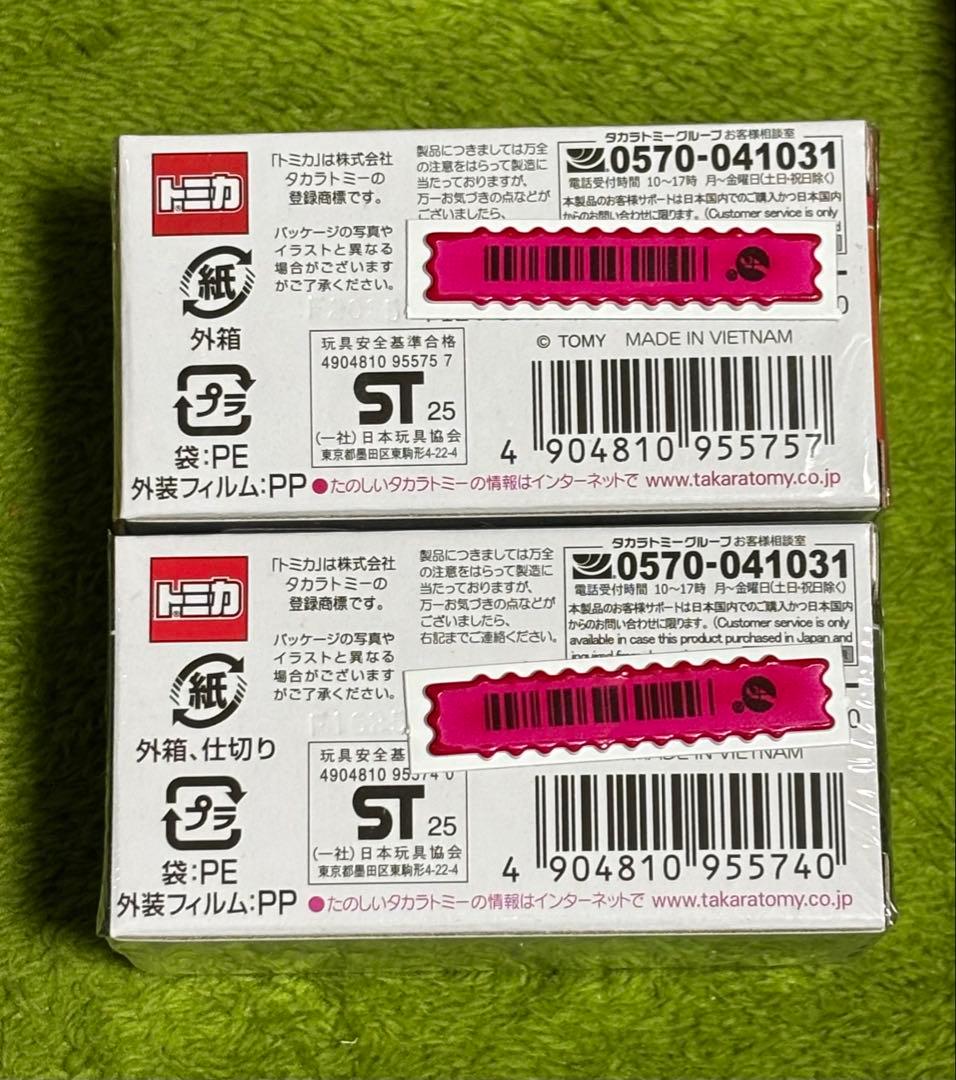 トミカ
「トミカ」は株式会社
タカラトミーの
登録商標です。
パッケージの写真や
イラストと異なる
場合がございます
がご了承ください。
製品につきましては万全
の注意をはらって製造に
当たっておりますが、
万一お気づきの点などが
ございましたら、
タカラトミーグループ お客様相談室
0570-041031
電話受付時間 10〜17時 月〜金曜日(土日・祝日除く)
本製品のお客様サポートは日本国内でのご購入かつ日本国内
からのお問い合わせに限ります。(Customer service is only
紙
外箱
プラ
袋:PE
外装フィルム:PP
玩具安全基準合格
4904810 95575 7
ST 25
(一社)日本玩具協会
東京都墨田区東駒形4-22-4
© TOMY MADE IN VIETNAM
4 904810 955757
●たのしいタカラトミーの情報はインターネットで www.takaratomy.co.jp
トミカ
「トミカ」は株式会社
タカラトミーの
登録商標です。
パッケージの写真や
イラストと異なる
場合がございます
がご了承ください。
製品につきましては万全
の注意をはらって製造に
当たっておりますが、
万一お気づきの点などが
ございましたら、
右記までご連絡ください。
タカラトミーグループ お客様相談室
0570-041031
電話受付時間 10〜17時 月〜金曜日(土日・祝日除く)
本製品のお客様サポートは日本国内でのご購入かつ日本国内
からのお問い合わせに限ります。(Customer service is only
available in case this product purchased in Japan and
紙
外箱、仕切り
プラ
袋:PE
外装フィルム:PP
玩具安全基
4904810 95574 0
ST 25
(一社)日本玩具協会
東京都墨田区東駒形4-22-4
MADE IN VIETNAM
4 904810 955740
●たのしいタカラトミーの情報はインターネットで www.takaratomy.co.jp